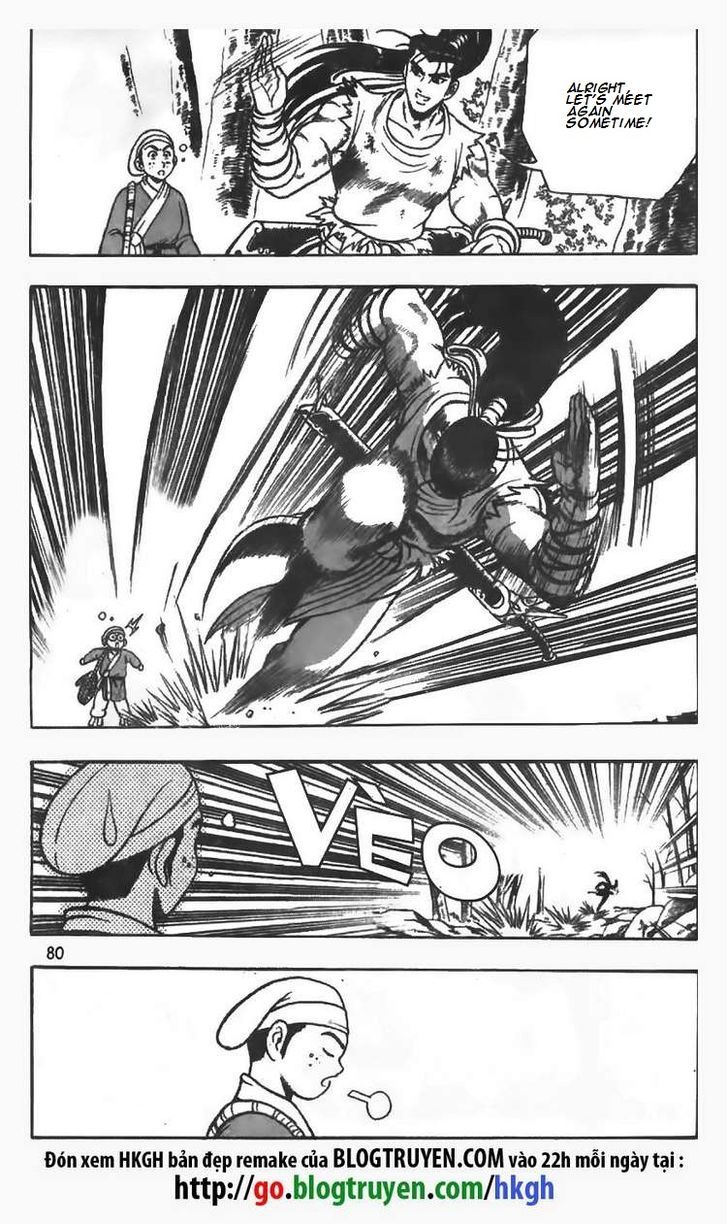 ALRIGHT,
LET'S MEET
AGAIN
SOMETIME!
VÈO
80
Đón xem HKGH bản đẹp remake của BLOGTRUYEN.COM vào 22h mỗi ngày tại :
http://go.blogtruyen.com/hkgh